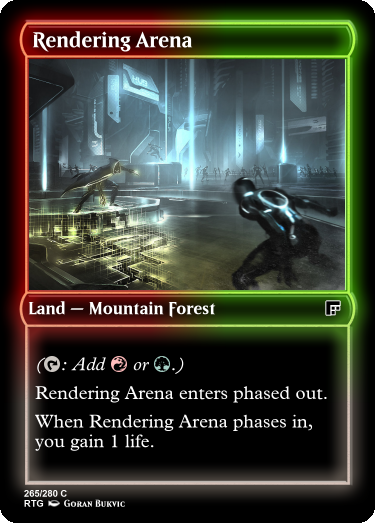 Rendering Arena
Land — Mountain Forest
(: Add or .)
Rendering Arena enters phased out.
When Rendering Arena phases in,
you gain 1 life.
265/280 C
RTG Goran Bukvic